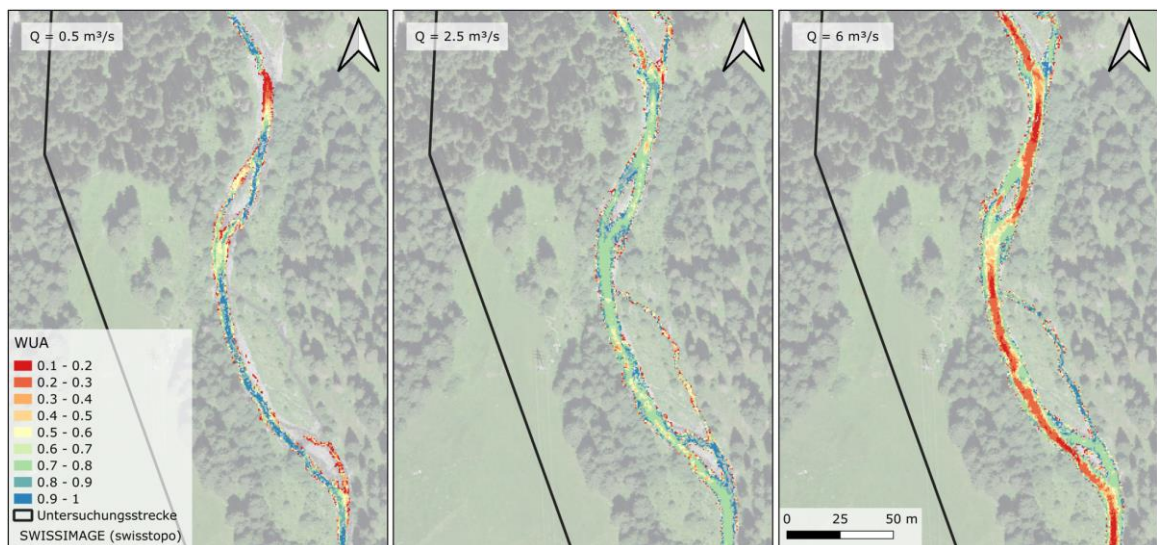 Q = 0.5 m³/s
Q = 2.5 m³/s
Q = 6 m³/s
WUA
0.1 - 0.2
0.2 - 0.3
0.3 - 0.4
0.4 - 0.5
0.5 - 0.6
0.6 - 0.7
0.7 - 0.8
0.8 - 0.9
0.9 - 1
Untersuchungsstrecke
SWISSIMAGE (swisstopo)
0 25 50 m